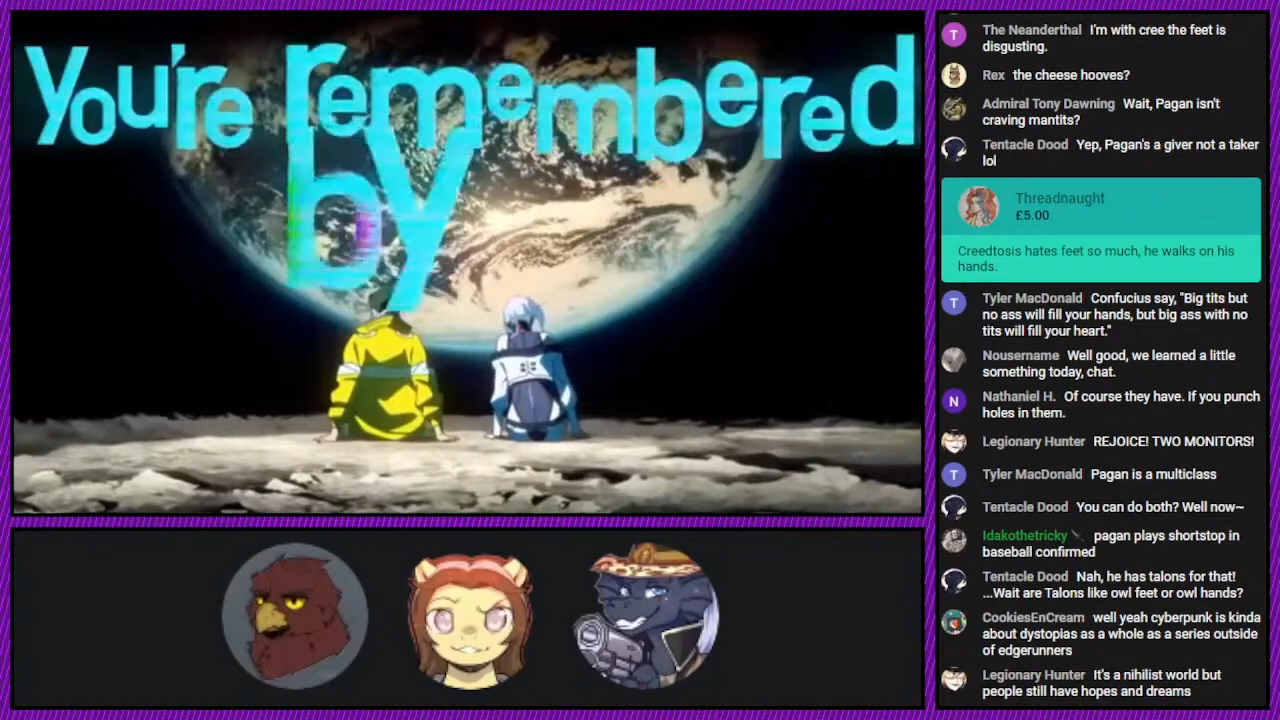 You're remembered
by
T The Neanderthal I'm with cree the feet is
disgusting.
Rex the cheese hooves?
Admiral Tony Dawning Wait, Pagan isn't
craving mantits?
Tentacle Dood Yep, Pagan's a giver not a taker
lol
Threadnaught
£5.00
Creedtosis hates feet so much, he walks on his
hands.
T Tyler MacDonald Confucius say, "Big tits but
no ass will fill your hands, but big ass with no
tits will fill your heart."
Nousername Well good, we learned a little
something today, chat.
N Nathaniel H. Of course they have. If you punch
holes in them.
Legionary Hunter REJOICE! TWO MONITORS!
T Tyler MacDonald Pagan is a multiclass
Tentacle Dood You can do both? Well now~
Idakothetricky pagan plays shortstop in
baseball confirmed
Tentacle Dood Nah, he has talons for that!
...Wait are Talons like owl feet or owl hands?
CookiesEnCream well yeah cyberpunk is kinda
about dystopias as a whole as a series outside
of edgerunners
Legionary Hunter It's a nihilist world but
people still have hopes and dreams